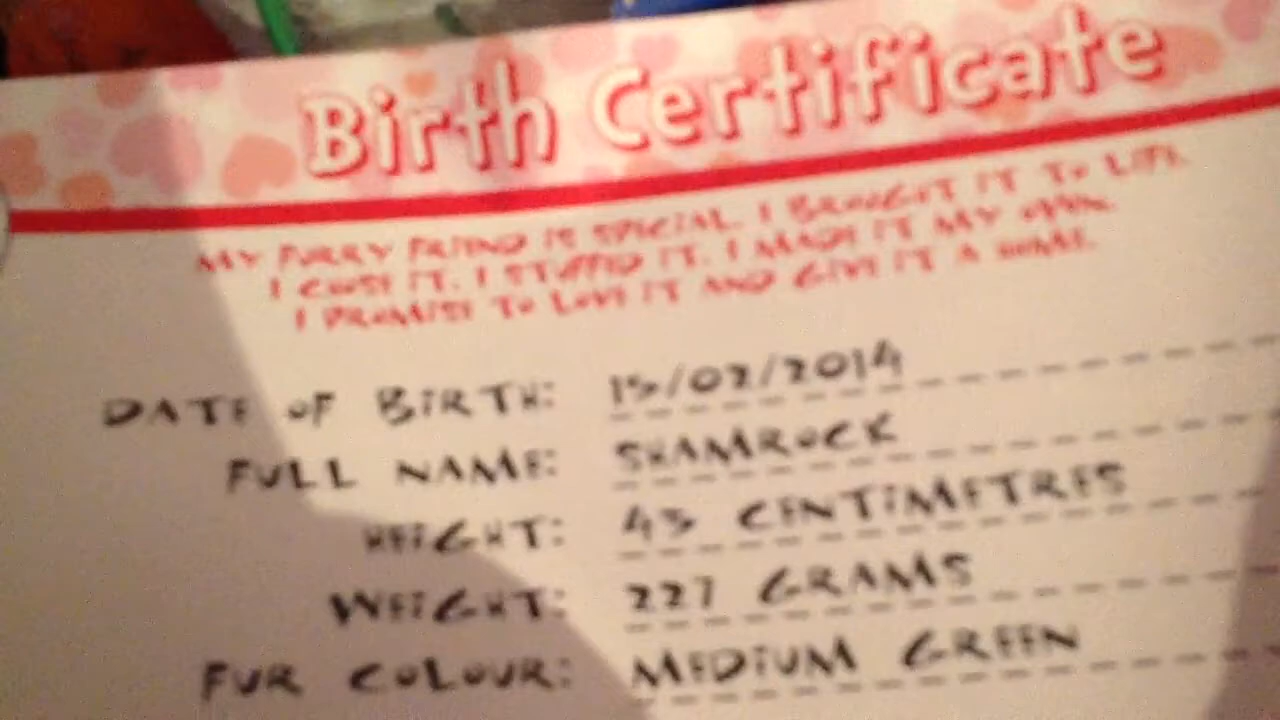 Birth Certificate
MY FURRY FRIEND IS SPECIAL. I BROUGHT IT TO LIFE.
I CHOSE IT. I STUFFED IT. I MADE IT MY OWN.
I PROMISE TO LOVE IT AND GIVE IT A HOME.
DATE OF BIRTH: 15/02/2014
FULL NAME: SHAMROCK
HEIGHT: 45 CENTIMETRES
WEIGHT: 227 GRAMS
FUR COLOUR: MEDIUM GREEN